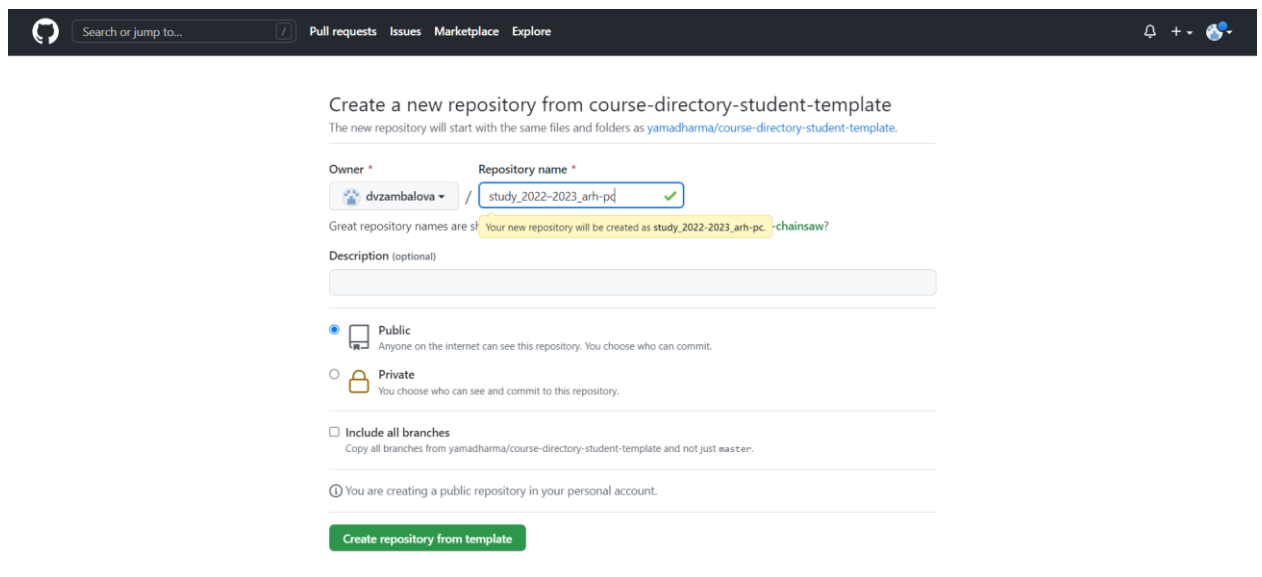 Search or jump to... /
Pull requests Issues Marketplace Explore
Create a new repository from course-directory-student-template
The new repository will start with the same files and folders as yamadharma/course-directory-student-template.
Owner * Repository name *
dvzambalova / study_2022–2023_arh-pc
Great repository names are sh
Your new repository will be created as study_2022-2023_arh-pc.
-chainsaw?
Description (optional)
Public
Anyone on the internet can see this repository. You choose who can commit.
Private
You choose who can see and commit to this repository.
Include all branches
Copy all branches from yamadharma/course-directory-student-template and not just master.
You are creating a public repository in your personal account.
Create repository from template